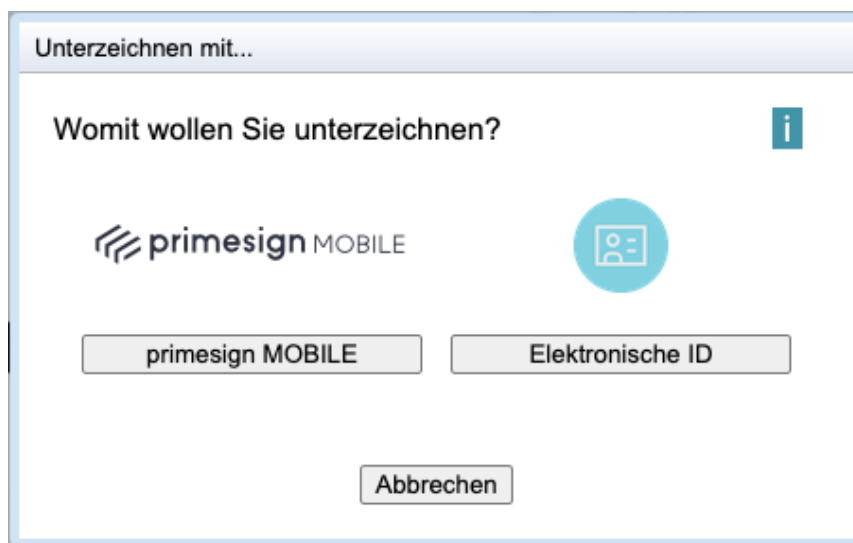 Unterzeichnen mit...
Womit wollen Sie unterzeichnen?
i
primesign MOBILE
primesign MOBILE
Elektronische ID
Abbrechen